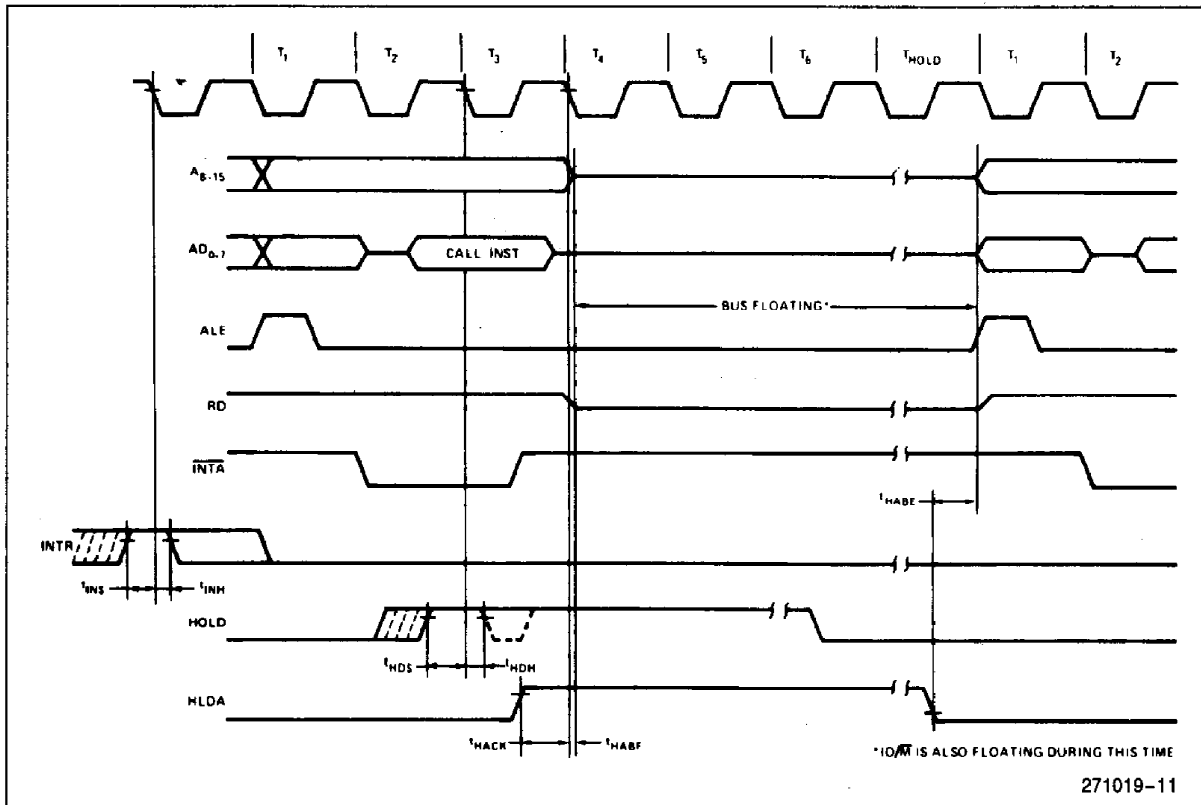 T1 T2 T3 T4 T5 T6 THOLD T1 T2
A8-15
AD0-7
CALL INST
BUS FLOATING*
ALE
RD
INTA
tHABE
INTR
tINS
tINH
HOLD
tHDS
tHDH
HLDA
tHACK
tHABF
*IO/M IS ALSO FLOATING DURING THIS TIME
271019-11